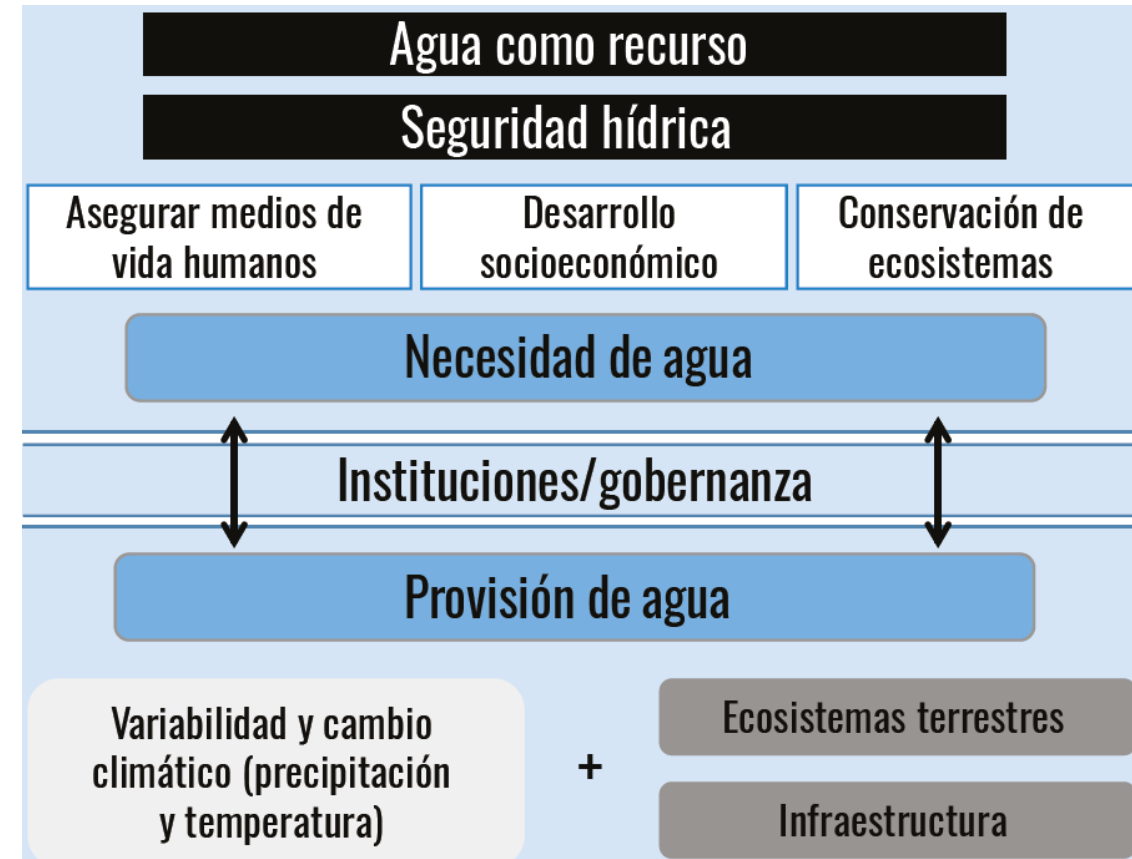 Agua como recurso
Seguridad hídrica
Asegurar medios de
vida humanos
Desarrollo
socioeconómico
Conservación de
ecosistemas
Necesidad de agua
Instituciones/gobernanza
Provisión de agua
Variabilidad y cambio
climático (precipitación
y temperatura)
+
Ecosistemas terrestres
Infraestructura